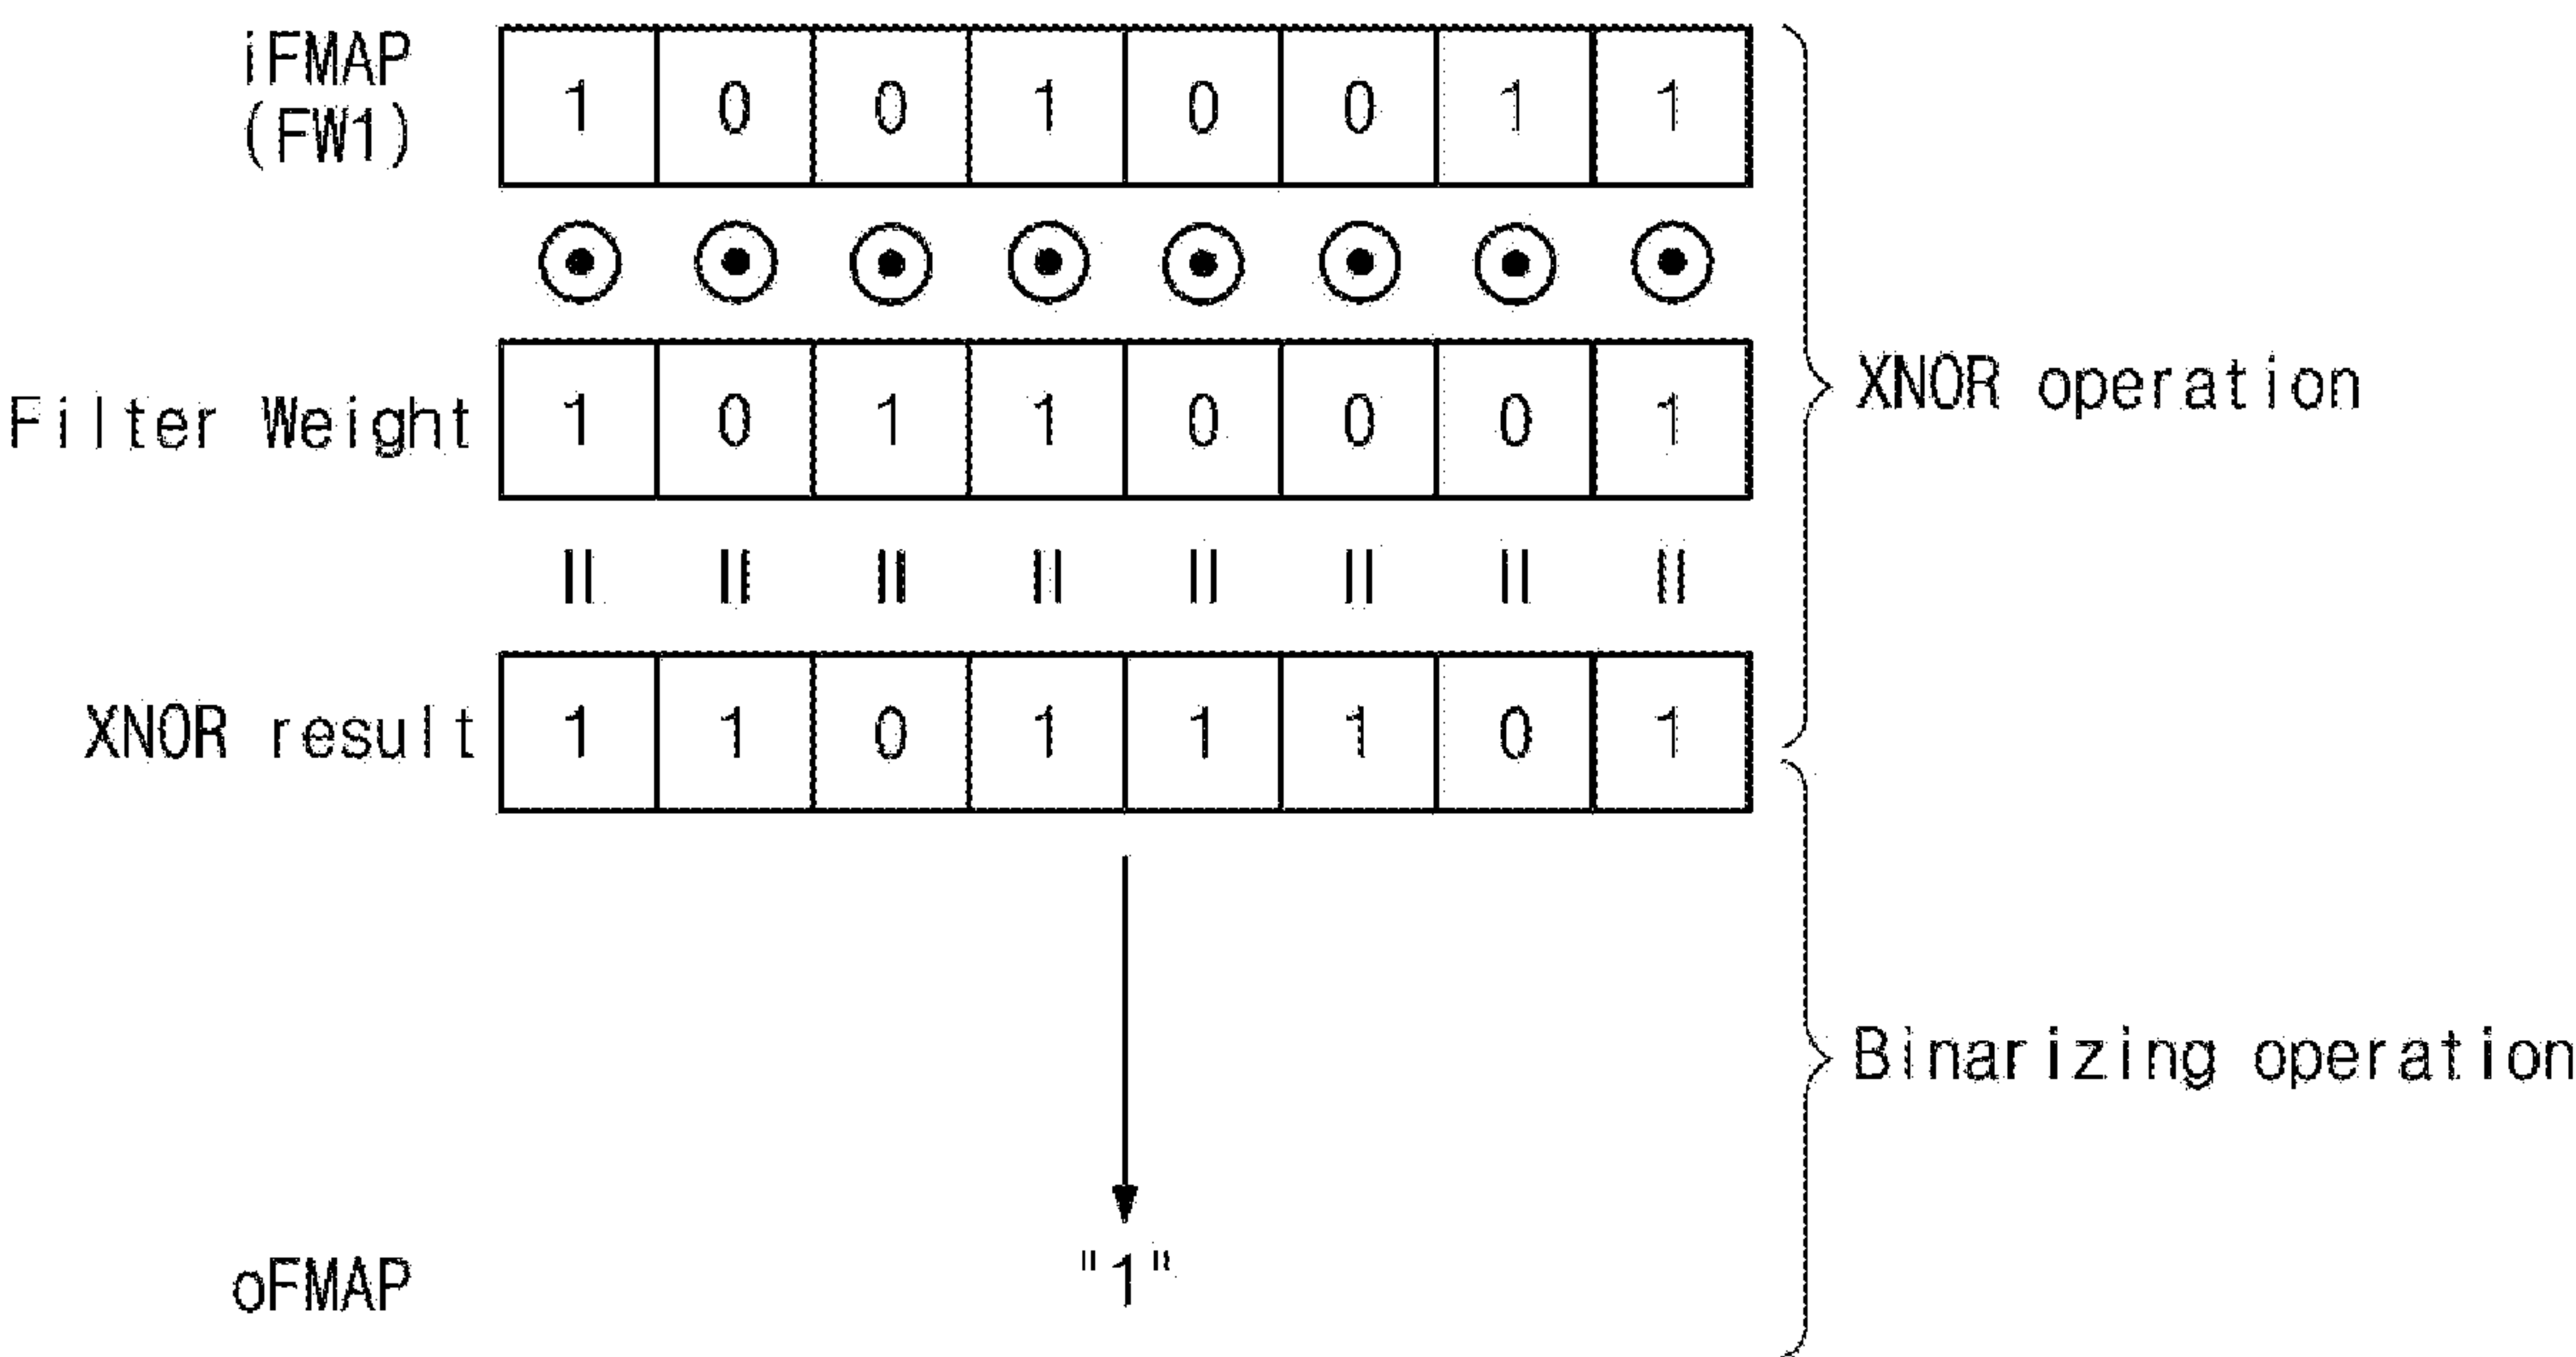 iFMAP
(FW1)
1 0 0 1 0 0 1 1
Filter Weight 1 0 1 1 0 0 0 1
XNOR operation
XNOR result 1 1 0 1 1 1 0 1
Binarizing operation
oFMAP "1"